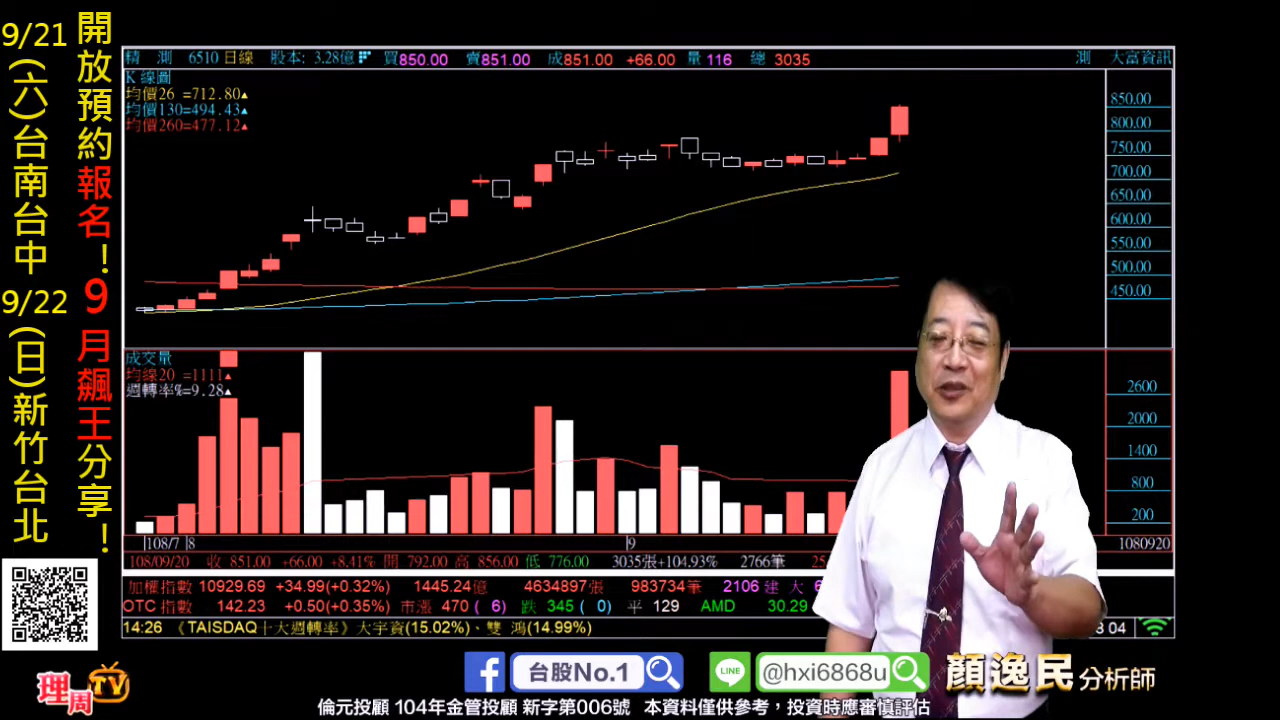 9/21(六)台南台中
9/22(日)新竹台北
開放預約報名！9月飆王分享！
精 測 6510 日線 股本: 3.28億 買850.00 賣851.00 成851.00 +66.00 量 116 總 3035 測 大富資訊
K 線圖
均價26 =712.80▲
均價130=494.43▲
均價260=477.12▲
850.00
800.00
750.00
700.00
650.00
600.00
550.00
500.00
450.00
成交量
均線20 =1111▲
週轉率%=9.28▲
2600
2000
1400
800
200
108/7 8 9 1080920
108/09/20 收 851.00 +66.00 +8.41% 開 792.00 高 856.00 低 776.00 3035張+104.93% 2766筆
加權指數 10929.69 +34.99(+0.32%) 1445.24億 4634897張 983734筆 2106 建 大
OTC 指數 142.23 +0.50(+0.35%) 市漲 470 ( 6) 跌 345 ( 0) 平 129 AMD 30.29
14:26 《TAISDAQ十大週轉率》大宇資(15.02%)、雙 鴻(14.99%) 04
理周TV
台股No.1
LINE @hxi6868u
顏逸民 分析師
倫元投顧 104年金管投顧 新字第006號 本資料僅供參考，投資時應審慎評估